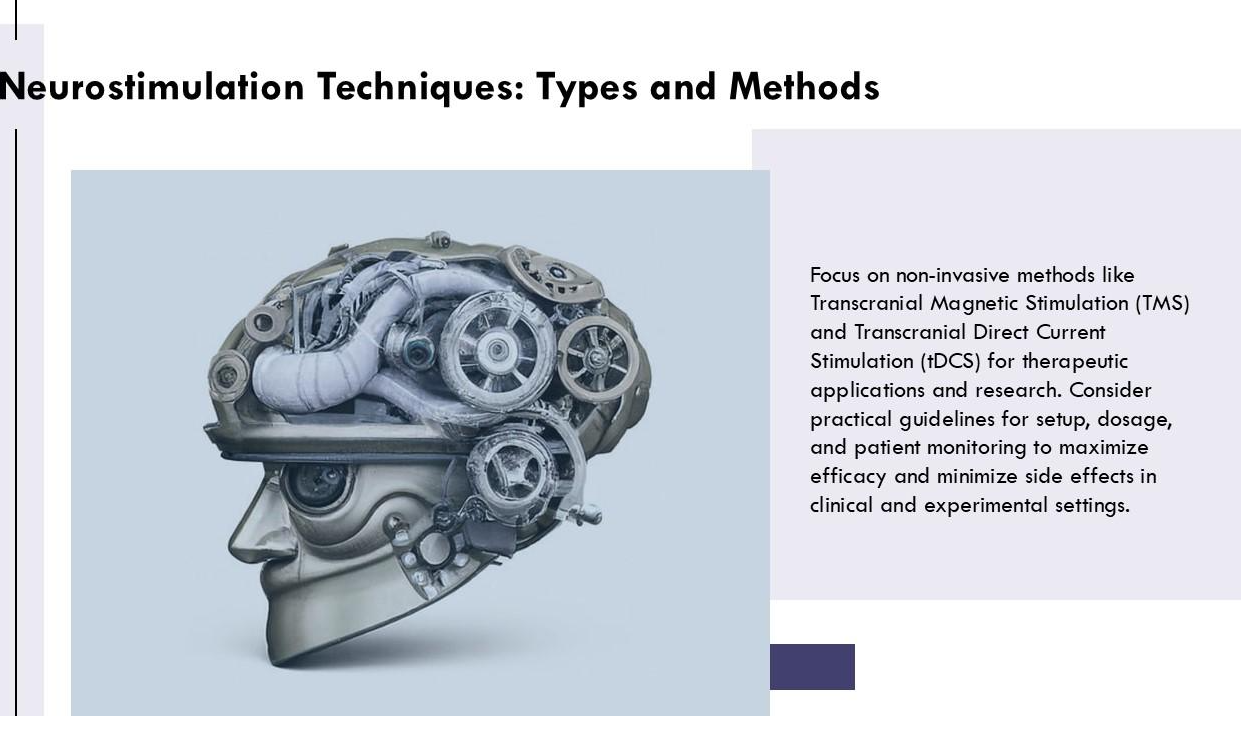 Neurostimulation Techniques: Types and Methods
Focus on non-invasive methods like
Transcranial Magnetic Stimulation (TMS)
and Transcranial Direct Current
Stimulation (tDCS) for therapeutic
applications and research. Consider
practical guidelines for setup, dosage,
and patient monitoring to maximize
efficacy and minimize side effects in
clinical and experimental settings.